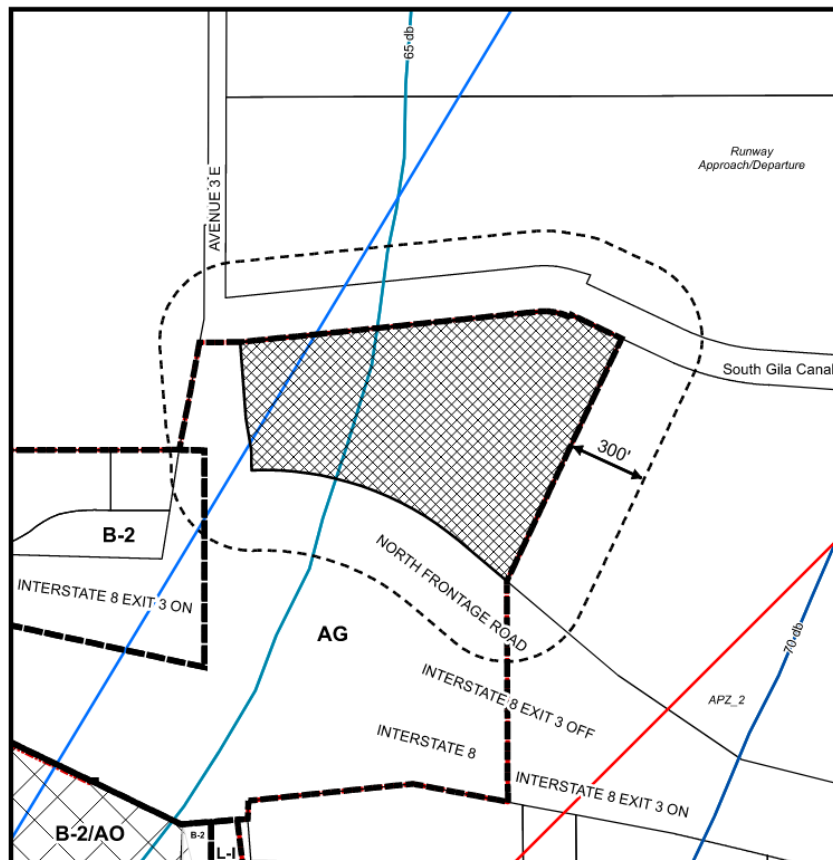 65 db
Runway
Approach/Departure
AVENUE 3 E
South Gila Canal
300'
B-2
NORTH FRONTAGE ROAD
INTERSTATE 8 EXIT 3 ON
AG
70 db
INTERSTATE 8 EXIT 3 OFF
APZ_2
INTERSTATE 8
INTERSTATE 8 EXIT 3 ON
B-2/AO
B-2
L-I